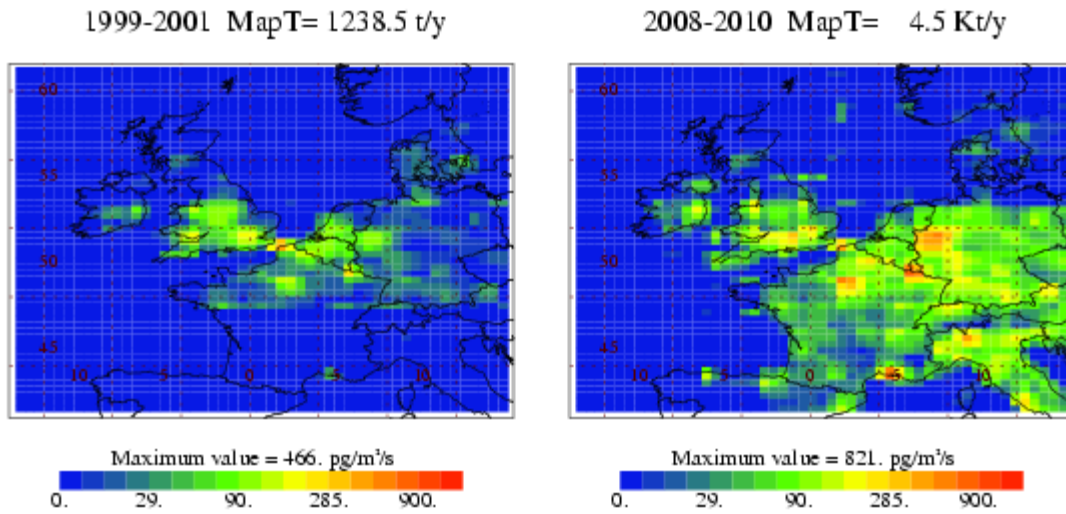 1999-2001 MapT= 1238.5 t/y
2008-2010 MapT= 4.5 Kt/y
60
55
50
45
10 5 0 5 10
60
55
50
45
10 5 0 5 10
Maximum value = 466. pg/m²/s
0. 29. 90. 285. 900.
Maximum value = 821. pg/m²/s
0. 29. 90. 285. 900.